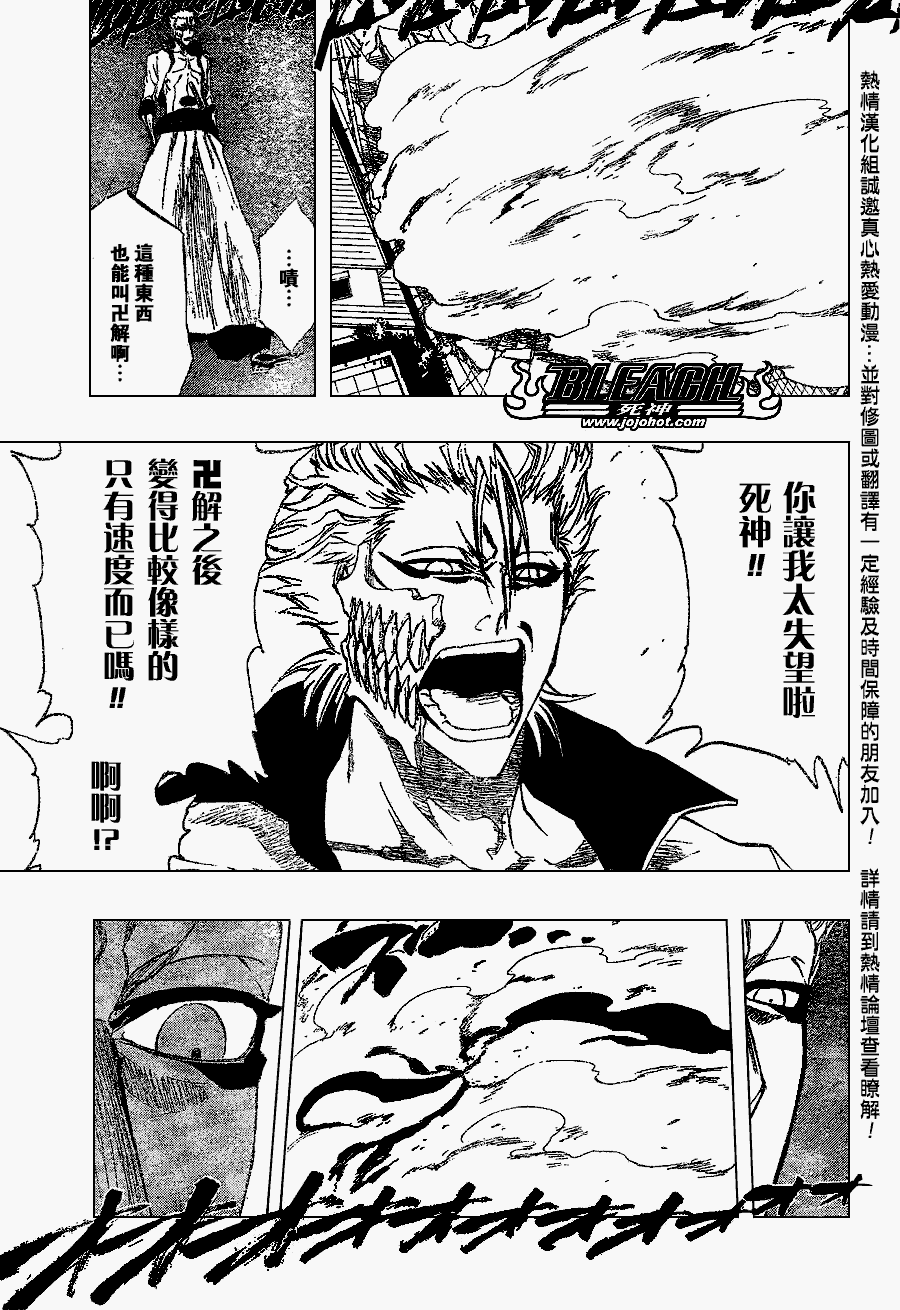 熱情漢化組誠邀真心熱愛動漫…並對修圖或翻譯有一定經驗及時間保障的朋友加入！ 詳情請到熱情論壇查看瞭解！
…嘖…
這種東西
也能叫卍解啊…
BLEACH
死神
www.jojohot.com
你讓我太失望啦
死神!!
卍解之後
變得比較像樣的
只有速度而已嗎!!
啊
啊!?